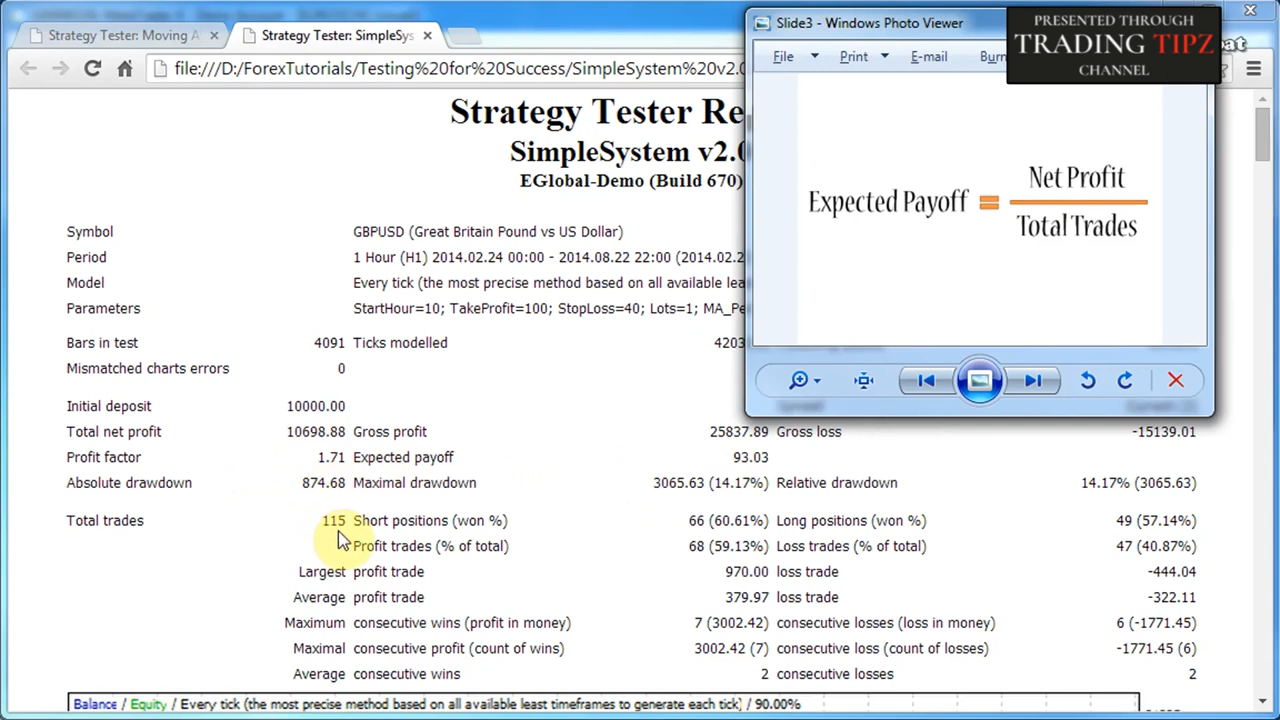 Strategy Tester: Moving A
Strategy Tester: SimpleSys
file:///D:/ForexTutorials/Testing%20for%20Success/SimpleSystem%20v2.0
Slide3 - Windows Photo Viewer
PRESENTED THROUGH
TRADING TIPZ
CHANNEL
File Print E-mail Burn
Expected Payoff = Net Profit
Total Trades
Strategy Tester Re
SimpleSystem v2.0
EGlobal-Demo (Build 670)
Symbol GBPUSD (Great Britain Pound vs US Dollar)
Period 1 Hour (H1) 2014.02.24 00:00 - 2014.08.22 22:00 (2014.02.2
Model Every tick (the most precise method based on all available leas
Parameters StartHour=10; TakeProfit=100; StopLoss=40; Lots=1; MA_Pe
Bars in test 4091 Ticks modelled 4203
Mismatched charts errors 0
Initial deposit 10000.00
Total net profit 10698.88 Gross profit 25837.89 Gross loss -15139.01
Profit factor 1.71 Expected payoff 93.03
Absolute drawdown 874.68 Maximal drawdown 3065.63 (14.17%) Relative drawdown 14.17% (3065.63)
Total trades 115 Short positions (won %) 66 (60.61%) Long positions (won %) 49 (57.14%)
Profit trades (% of total) 68 (59.13%) Loss trades (% of total) 47 (40.87%)
Largest profit trade 970.00 loss trade -444.04
Average profit trade 379.97 loss trade -322.11
Maximum consecutive wins (profit in money) 7 (3002.42) consecutive losses (loss in money) 6 (-1771.45)
Maximal consecutive profit (count of wins) 3002.42 (7) consecutive loss (count of losses) -1771.45 (6)
Average consecutive wins 2 consecutive losses 2
Balance / Equity / Every tick (the most precise method based on all available least timeframes to generate each tick) / 90.00%